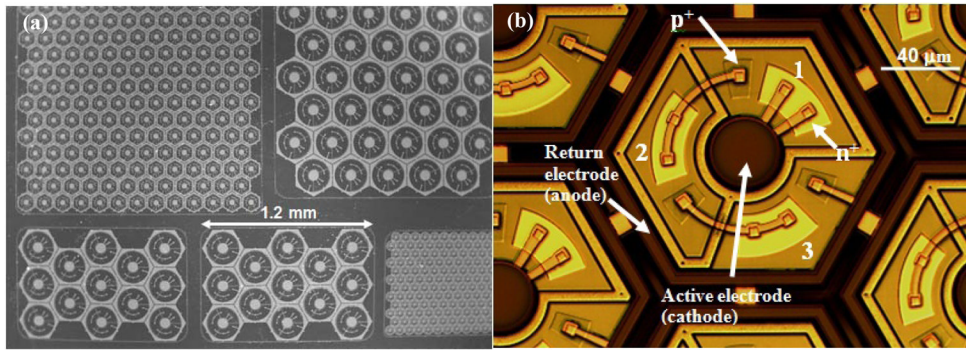 (a)
1.2 mm
(b)
p+
40 µm
1
n+
2
Return
electrode
(anode)
3
Active electrode
(cathode)